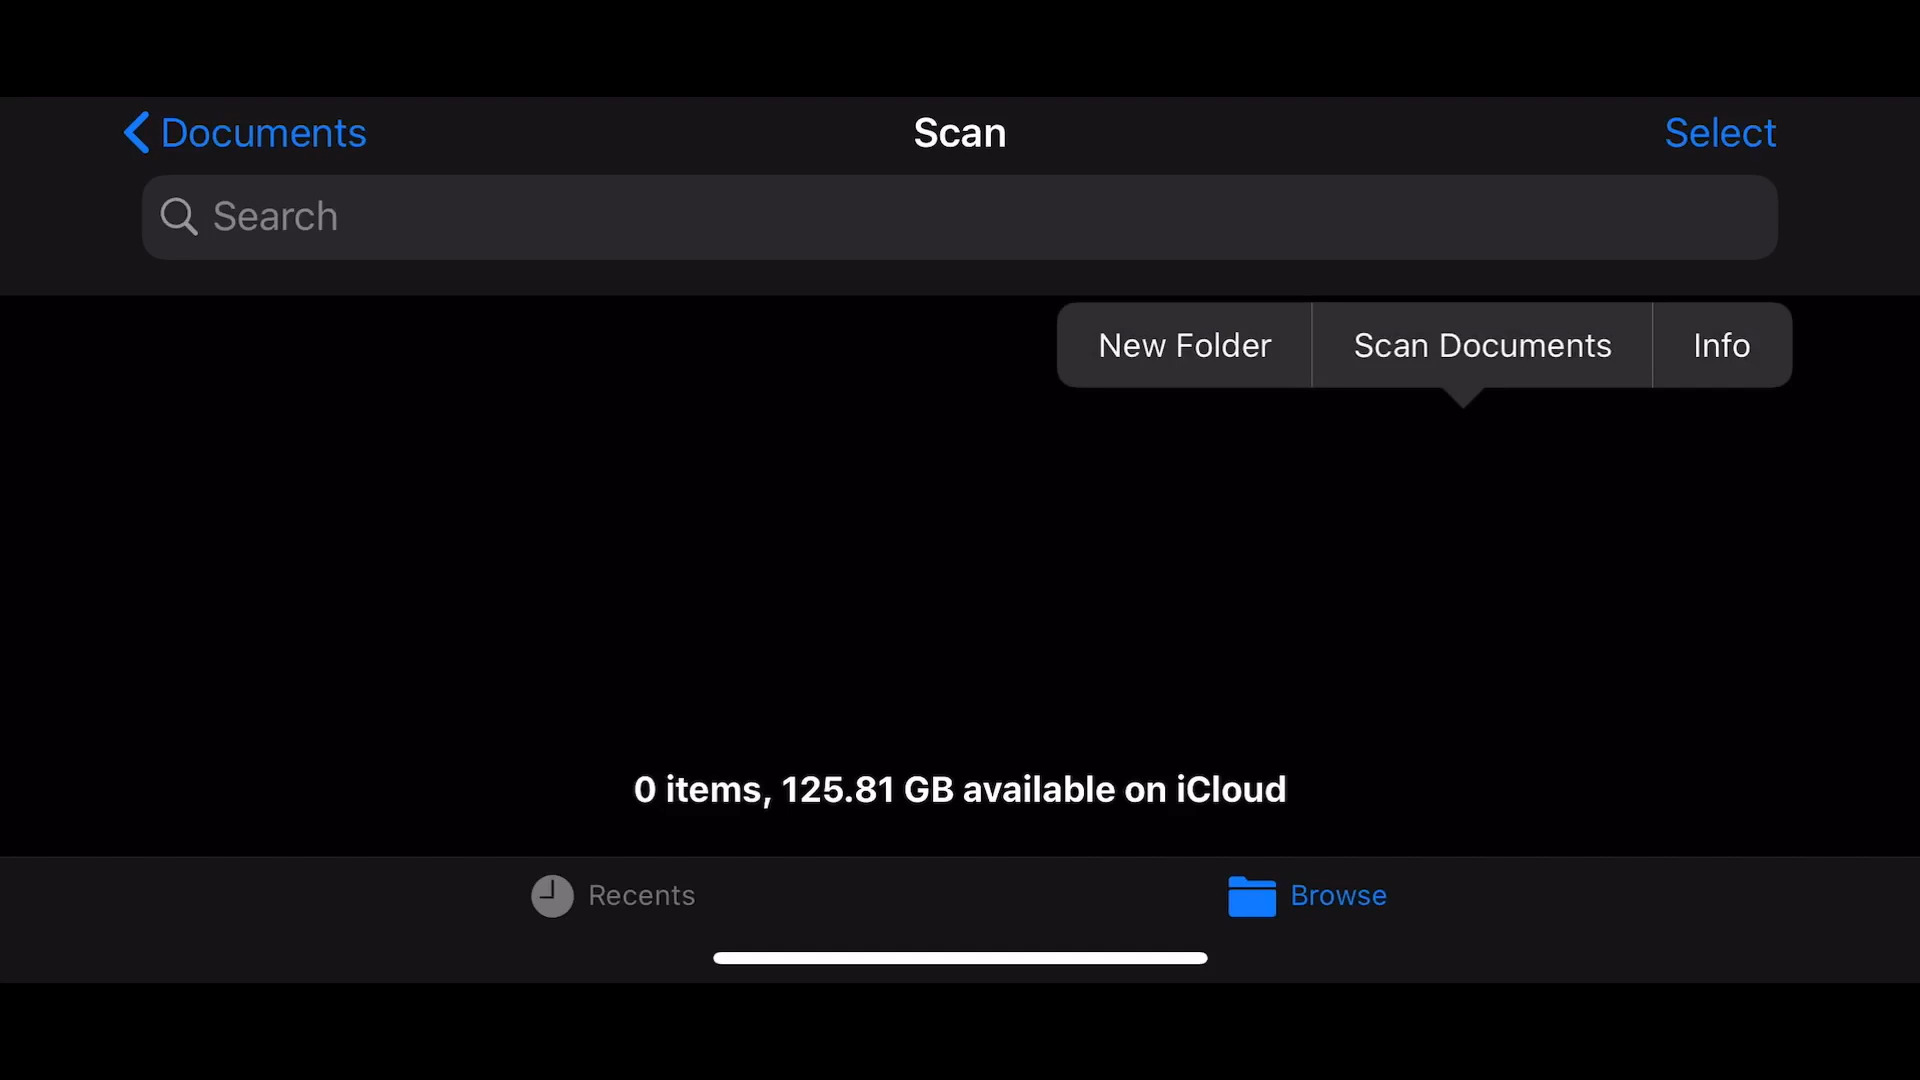 Documents
Scan
Select
Search
New Folder
Scan Documents
Info
0 items, 125.81 GB available on iCloud
Recents
Browse